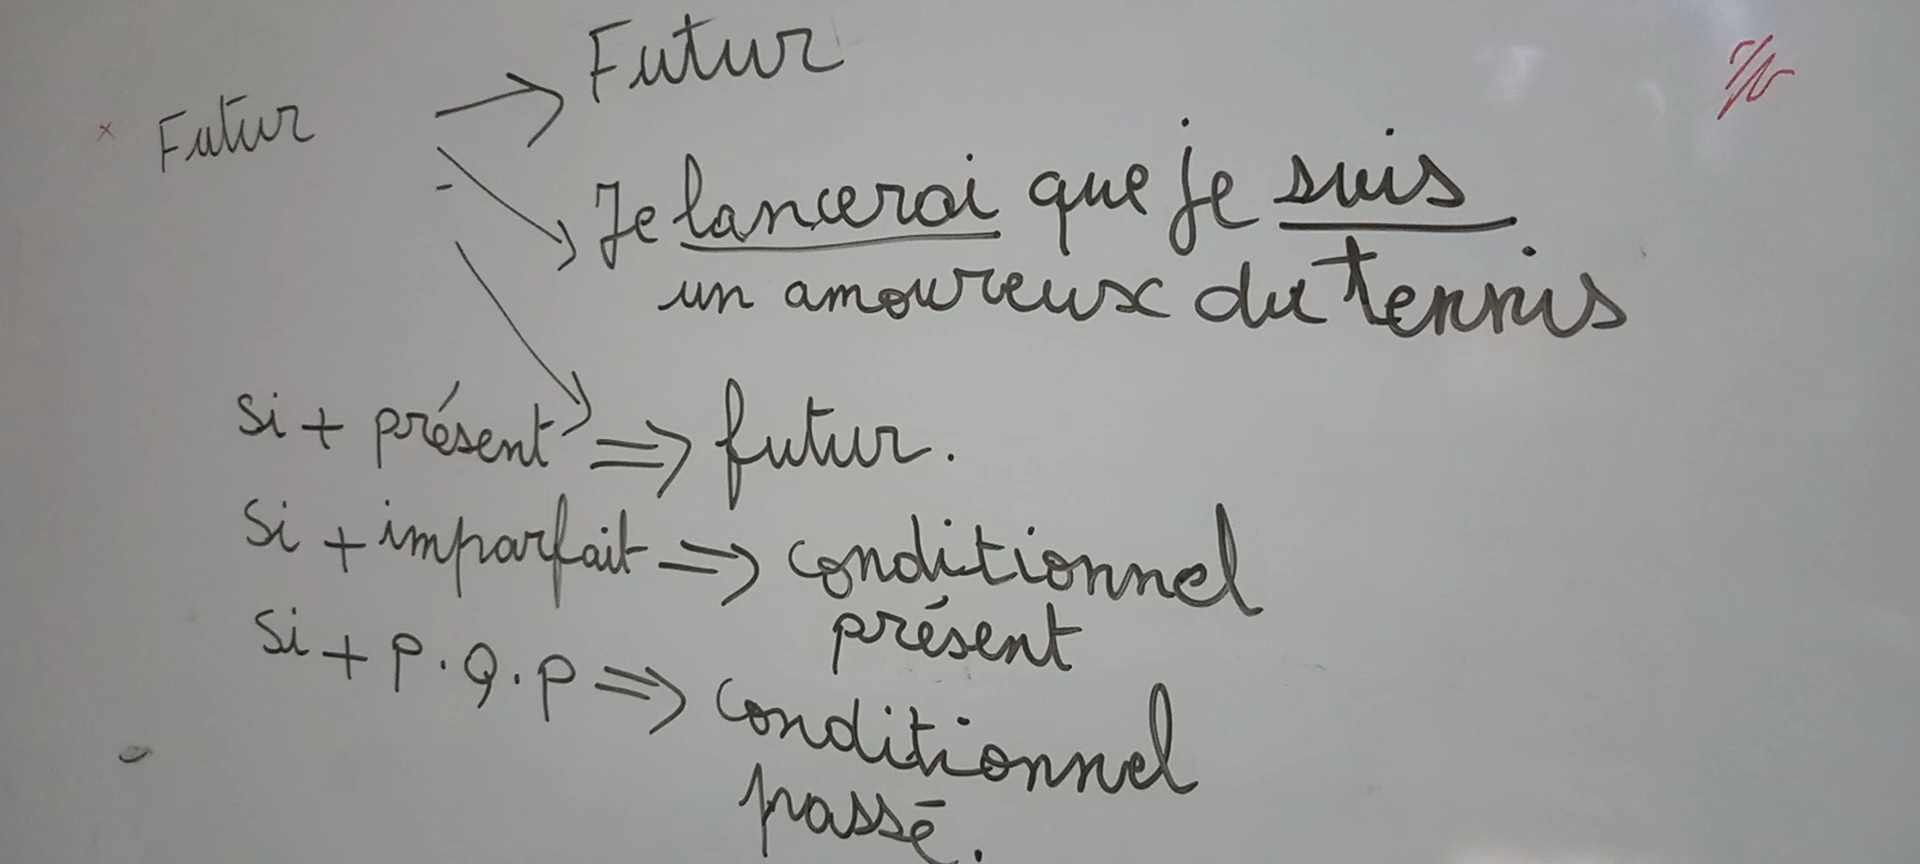 Futur
Futur
Je lancerai que je suis
un amoureux du tennis
si + présent => futur.
Si + imparfait => conditionnel
présent
Si + P.Q.P => conditionnel
passé.